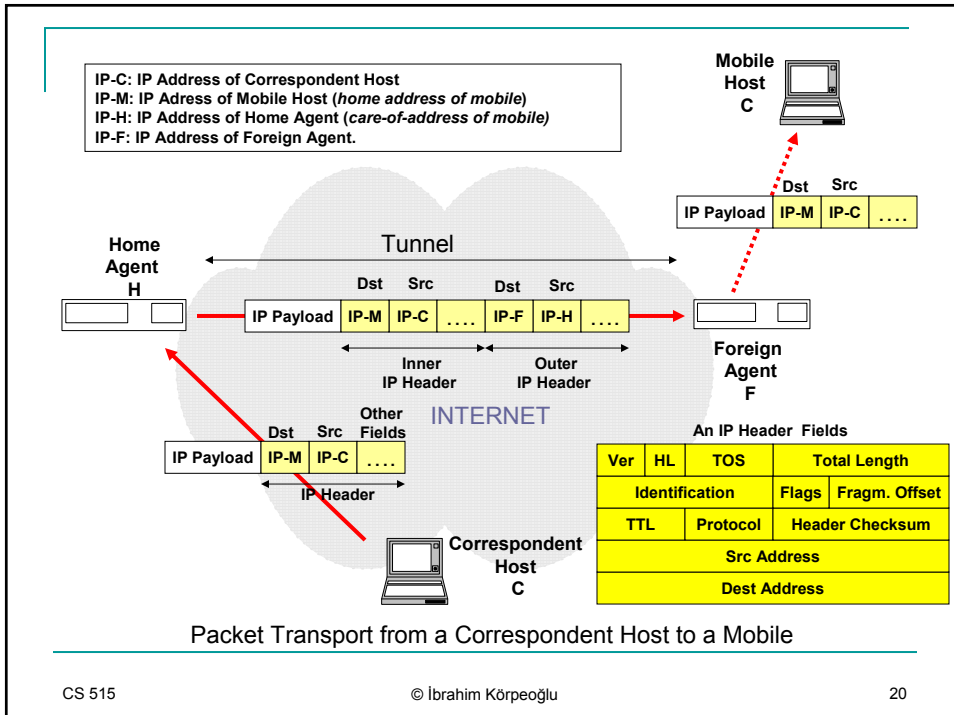 IP-C: IP Address of Correspondent Host
IP-M: IP Adress of Mobile Host (home address of mobile)
IP-H: IP Address of Home Agent (care-of-address of mobile)
IP-F: IP Address of Foreign Agent.
Mobile
Host
C
Dst Src
IP Payload IP-M IP-C . . . .
Tunnel
Home
Agent
H
Dst Src Dst Src
IP Payload IP-M IP-C . . . . IP-F IP-H . . . .
Inner
IP Header
Outer
IP Header
Foreign
Agent
F
INTERNET
Dst Src Other
Fields
IP Payload IP-M IP-C . . . .
IP Header
Correspondent
Host
C
An IP Header Fields
Ver HL TOS Total Length
Identification Flags Fragm. Offset
TTL Protocol Header Checksum
Src Address
Dest Address
Packet Transport from a Correspondent Host to a Mobile
CS 515 © İbrahim Körpeoğlu 20